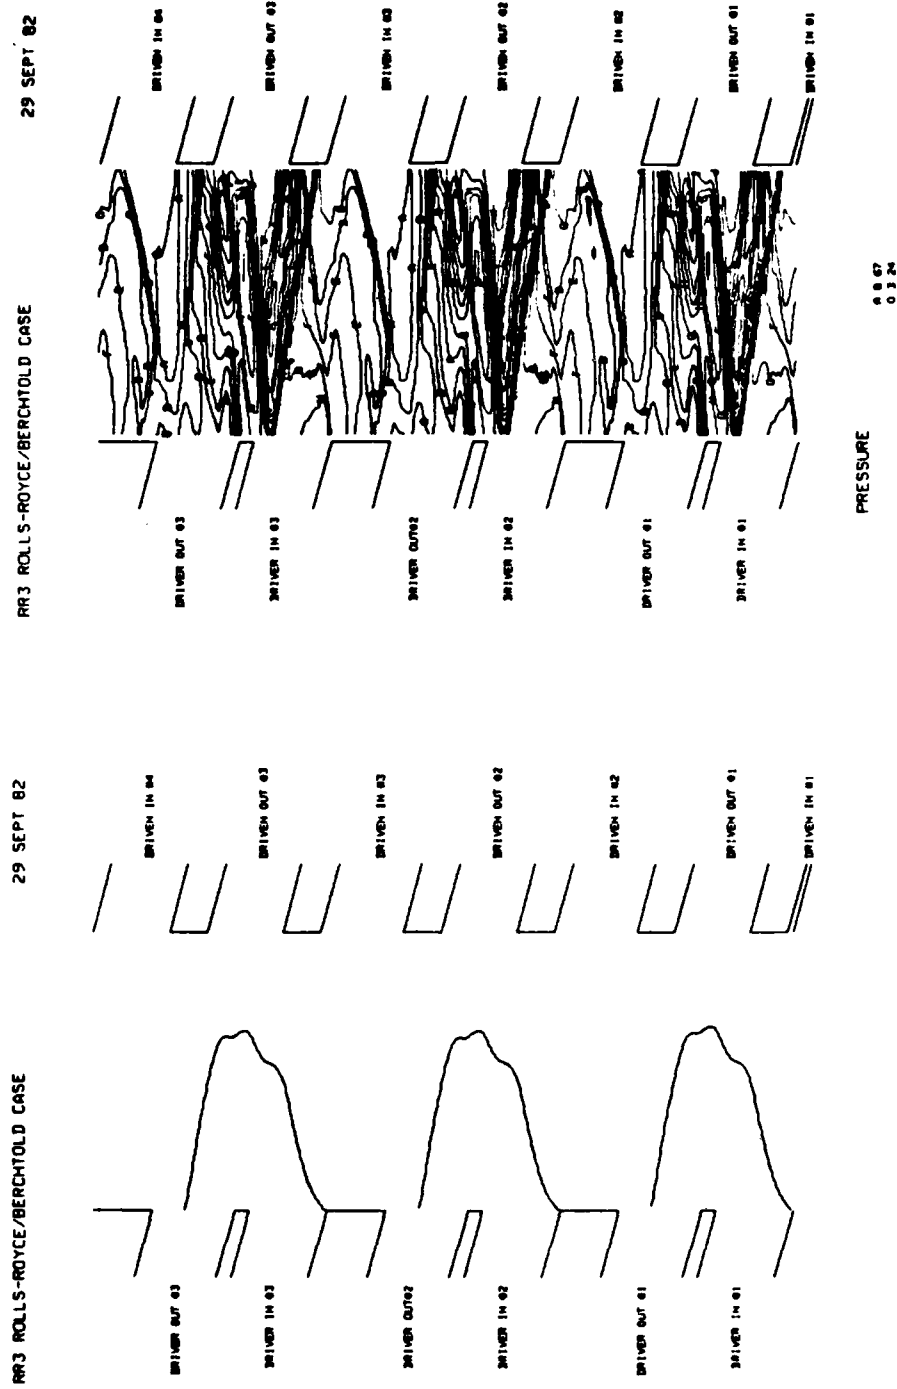 RR3 ROLLS-ROYCE/BERCHTOLD CASE 29 SEPT 82
DRIVEN IN 04
DRIVEN OUT 03
DRIVEN IN 03
DRIVEN OUT 02
DRIVEN IN 02
DRIVEN OUT 01
DRIVEN IN 01
DRIVER OUT 03
DRIVER IN 03
DRIVER OUT02
DRIVER IN 02
DRIVER OUT 01
DRIVER IN 01
PRESSURE
0 3 24
RR3 ROLLS-ROYCE/BERCHTOLD CASE 29 SEPT 82
DRIVEN IN 04
DRIVEN OUT 03
DRIVEN IN 03
DRIVEN OUT 02
DRIVEN IN 02
DRIVEN OUT 01
DRIVEN IN 01
DRIVER OUT 03
DRIVER IN 03
DRIVER OUT02
DRIVER IN 02
DRIVER OUT 01
DRIVER IN 01